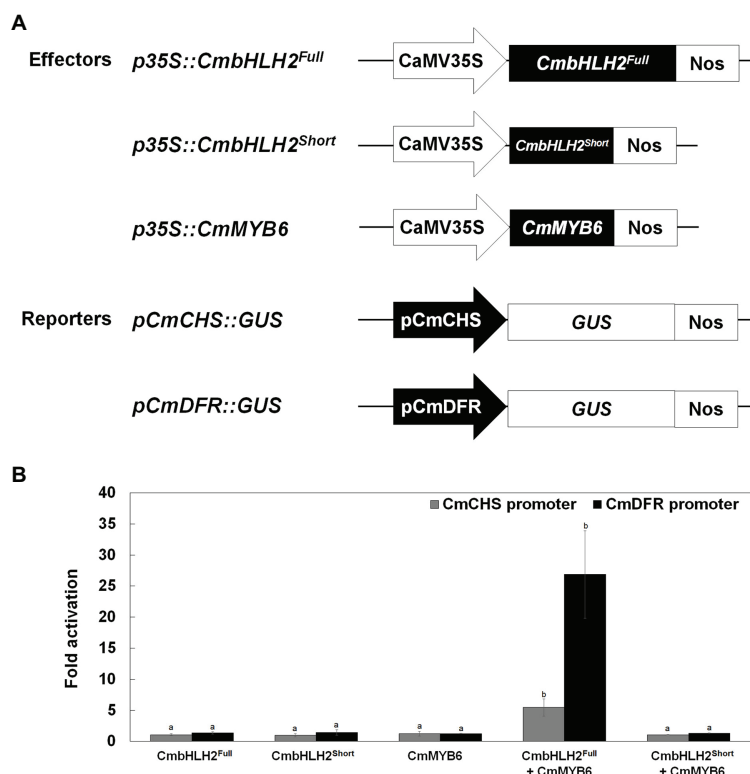 A
Effectors p35S::CmbHLH2Full CaMV35S CmbHLH2Full Nos
p35S::CmbHLH2Short CaMV35S CmbHLH2Short Nos
p35S::CmMYB6 CaMV35S CmMYB6 Nos
Reporters pCmCHS::GUS pCmCHS GUS Nos
pCmDFR::GUS pCmDFR GUS Nos
B
Fold activation
40
35
30
25
20
15
10
5
0
CmCHS promoter CmDFR promoter
a a a a a a b b a a
CmbHLH2Full
CmbHLH2Short
CmMYB6
CmbHLH2Full
+ CmMYB6
CmbHLH2Short
+ CmMYB6